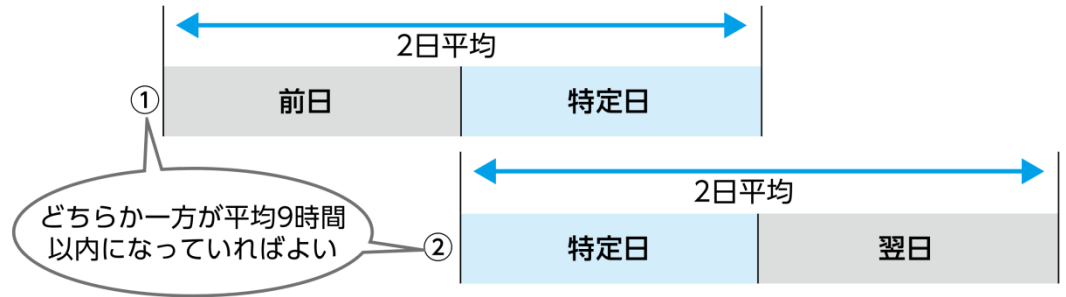 2日平均
① 前日 特定日
2日平均
どちらか一方が平均9時間
以内になっていればよい
② 特定日 翌日